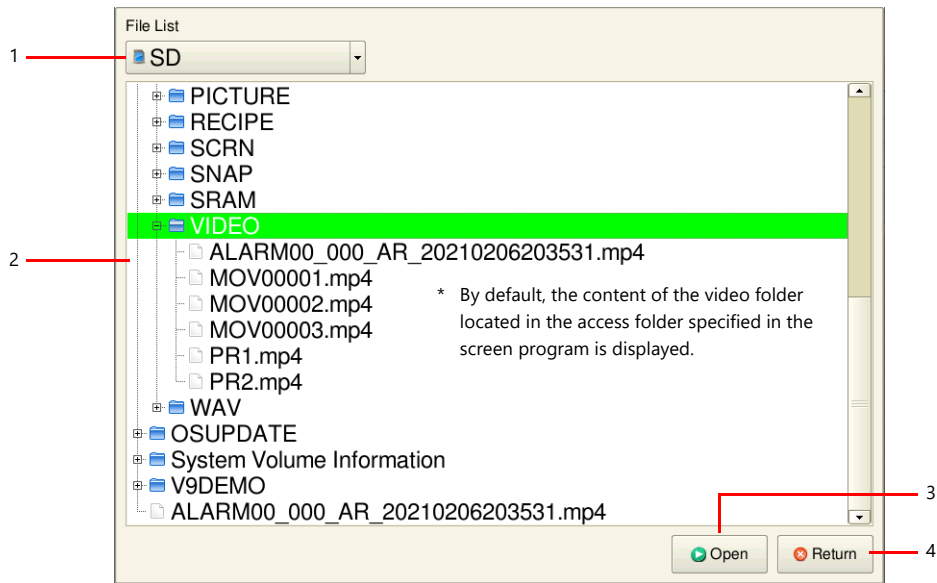 File List
1
SD
PICTURE
RECIPE
SCRN
SNAP
SRAM
VIDEO
2
ALARM00_000_AR_20210206203531.mp4
MOV00001.mp4
MOV00002.mp4
MOV00003.mp4
PR1.mp4
PR2.mp4
* By default, the content of the video folder
located in the access folder specified in the
screen program is displayed.
WAV
OSUPDATE
System Volume Information
V9DEMO
ALARM00_000_AR_20210206203531.mp4
3
Open
Return
4